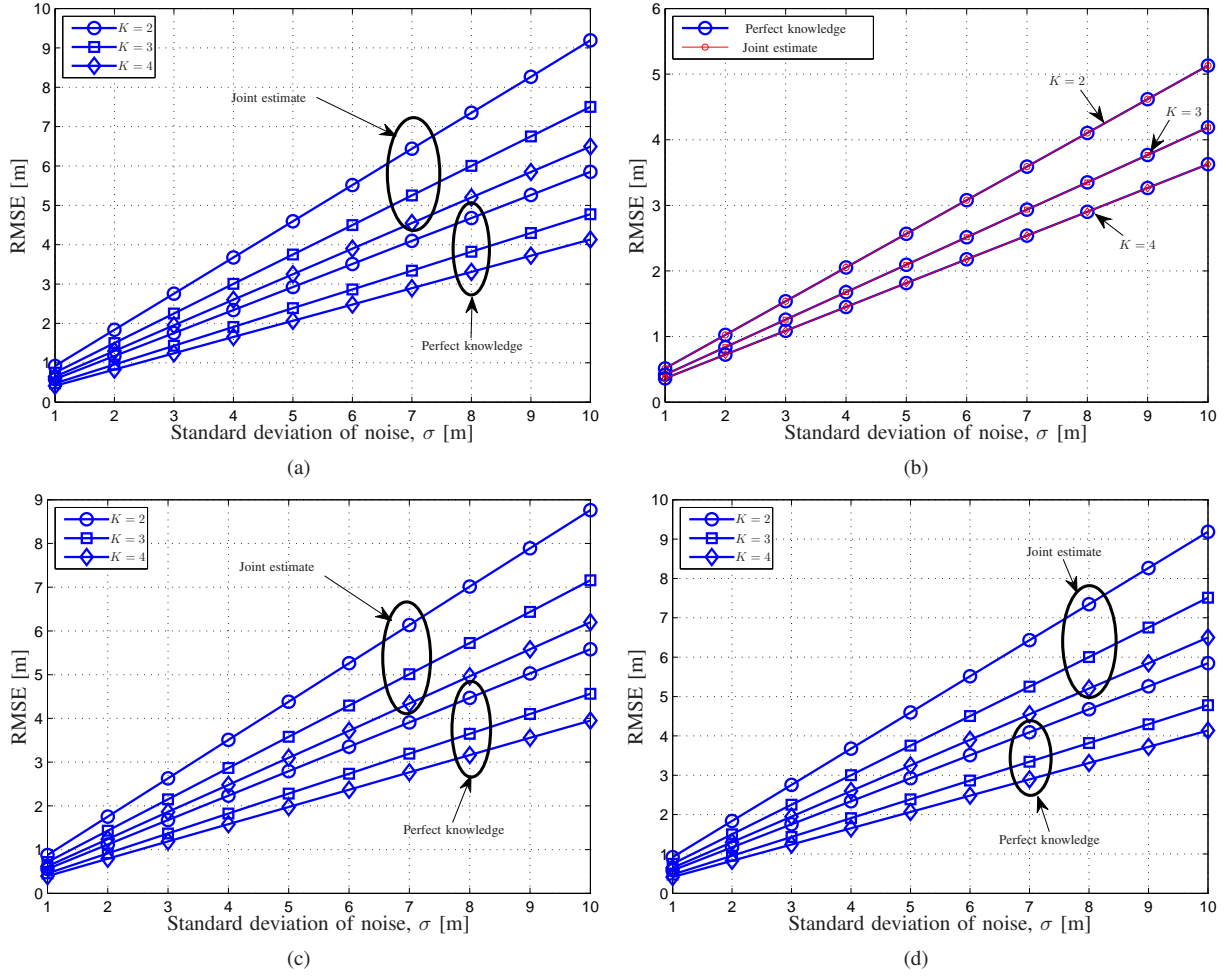 10
9
8
7
6
5
4
3
2
1
0
RMSE [m]
K = 2
K = 3
K = 4
Joint estimate
Perfect knowledge
1 2 3 4 5 6 7 8 9 10
Standard deviation of noise, σ [m]
(a)
6
5
4
3
2
1
0
RMSE [m]
Perfect knowledge
Joint estimate
K = 2
K = 3
K = 4
1 2 3 4 5 6 7 8 9 10
Standard deviation of noise, σ [m]
(b)
9
8
7
6
5
4
3
2
1
0
RMSE [m]
K = 2
K = 3
K = 4
Joint estimate
Perfect knowledge
1 2 3 4 5 6 7 8 9 10
Standard deviation of noise, σ [m]
(c)
10
9
8
7
6
5
4
3
2
1
0
RMSE [m]
K = 2
K = 3
K = 4
Joint estimate
Perfect knowledge
1 2 3 4 5 6 7 8 9 10
Standard deviation of noise, σ [m]
(d)